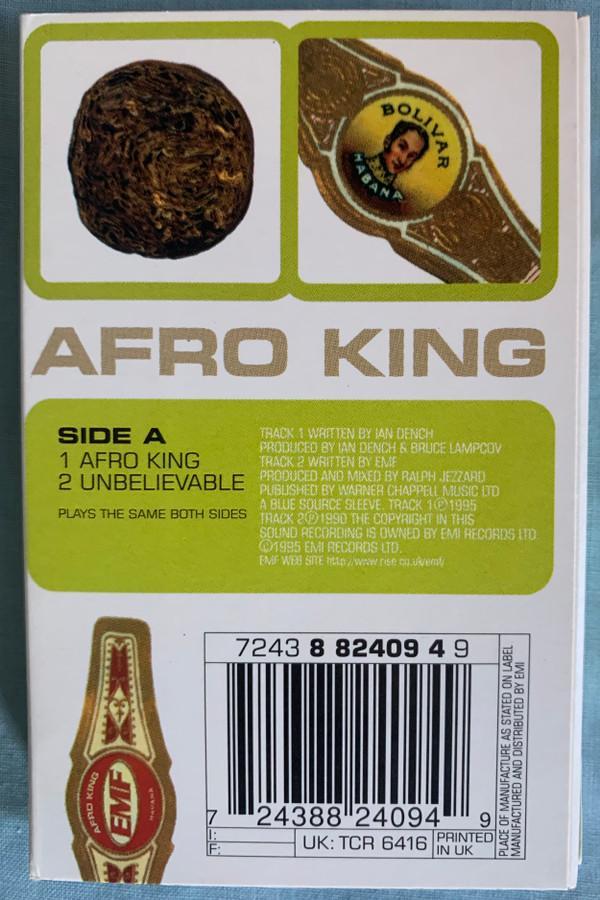 BOLIVAR
HABANA
AFRO KING
SIDE A
1 AFRO KING
2 UNBELIEVABLE
PLAYS THE SAME BOTH SIDES
TRACK 1 WRITTEN BY IAN DENCH
PRODUCED BY IAN DENCH & BRUCE LAMPCOV
TRACK 2 WRITTEN BY EMF
PRODUCED AND MIXED BY RALPH JEZZARD
PUBLISHED BY WARNER CHAPPELL MUSIC LTD
A BLUE SOURCE SLEEVE. TRACK 1 ℗ 1995
TRACK 2 ℗ 1990 THE COPYRIGHT IN THIS
SOUND RECORDING IS OWNED BY EMI RECORDS LTD
©1995 EMI RECORDS LTD.
EMF WEB SITE http://www.rise.co.uk/emf/
AFRO KING
EMF
HAVANA
7243 8 82409 4 9
7 24388 24094 9
I:
F:
UK: TCR 6416
PRINTED
IN UK
PLACE OF MANUFACTURE AS STATED ON LABEL
MANUFACTURED AND DISTRIBUTED BY EMI